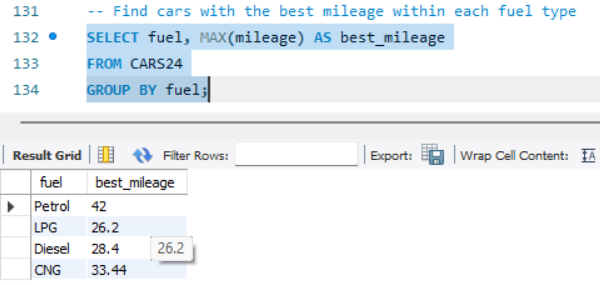 131 -- Find cars with the best mileage within each fuel type
132 SELECT fuel, MAX(mileage) AS best_mileage
133 FROM CARS24
134 GROUP BY fuel;
Result Grid Filter Rows: Export: Wrap Cell Content: IA
fuel best_mileage
Petrol 42
LPG 26.2
Diesel 28.4 26.2
CNG 33.44